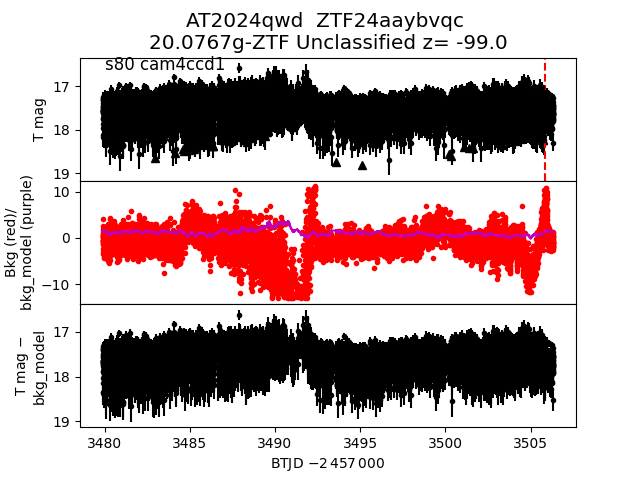 AT2024qwd ZTF24aaybvqc
20.0767g-ZTF Unclassified z= -99.0
s80 cam4ccd1
T mag
17
18
19
Bkg (red)/
bkg_model (purple)
10
0
−10
T mag −
bkg_model
17
18
19
3480 3485 3490 3495 3500 3505
BTJD −2 457 000